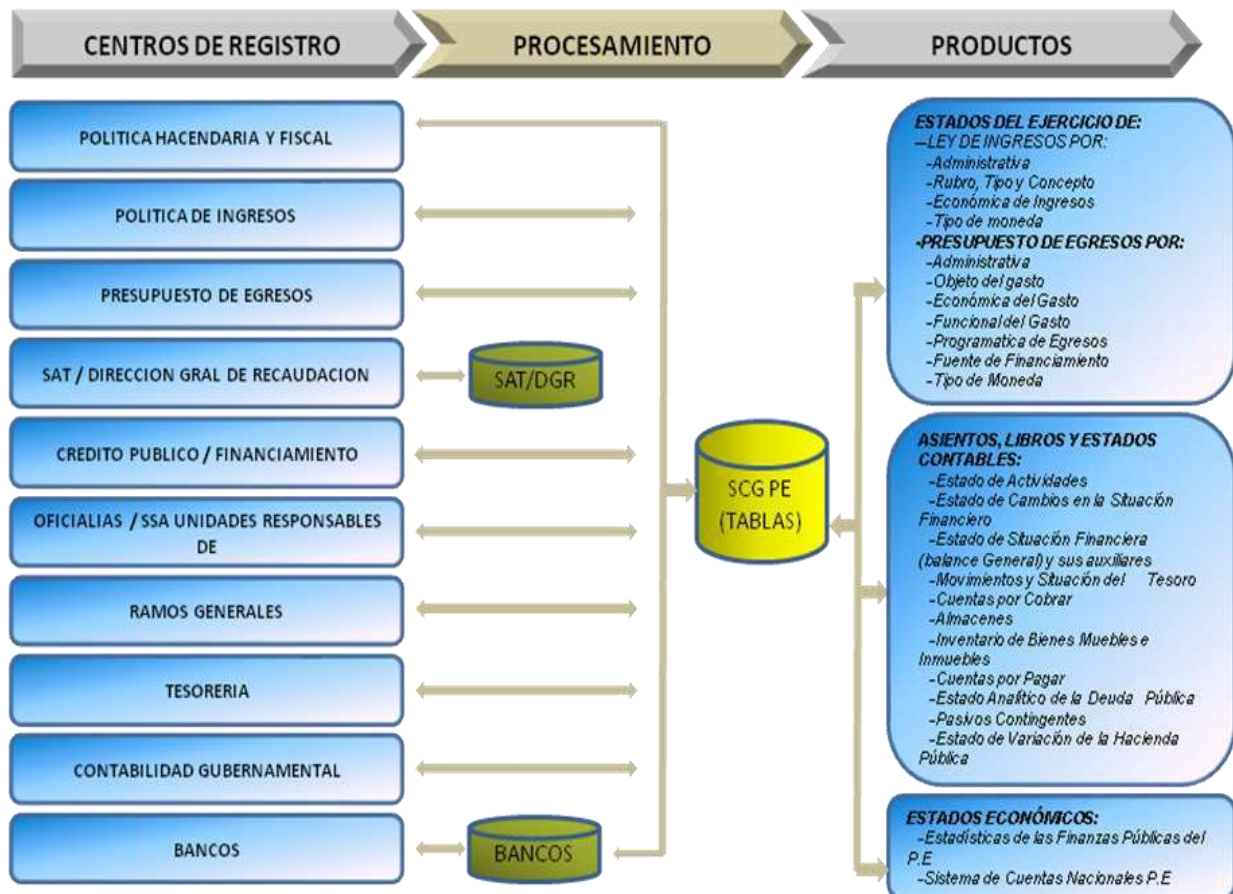 CENTROS DE REGISTRO
PROCESAMIENTO
PRODUCTOS
POLITICA HACENDARIA Y FISCAL
POLITICA DE INGRESOS
PRESUPUESTO DE EGRESOS
SAT / DIRECCION GRAL DE RECAUDACION
CREDITO PUBLICO / FINANCIAMIENTO
OFICIALIAS / SSA UNIDADES RESPONSABLES
DE
RAMOS GENERALES
TESORERIA
CONTABILIDAD GUBERNAMENTAL
BANCOS
SAT/DGR
BANCOS
SCG PE
(TABLAS)
ESTADOS DEL EJERCICIO DE:
—LEY DE INGRESOS POR:
–Administrativa
–Rubro, Tipo y Concepto
–Económica de Ingresos
–Tipo de moneda
•PRESUPUESTO DE EGRESOS POR:
–Administrativa
–Objeto del gasto
–Económica del Gasto
–Funcional del Gasto
–Programatica de Egresos
–Fuente de Financiamiento
–Tipo de Moneda
ASIENTOS, LIBROS Y ESTADOS
CONTABLES:
–Estado de Actividades
–Estado de Cambios en la Situación
Financiero
–Estado de Situación Financiera
(balance General) y sus auxiliares
–Movimientos y Situación del Tesoro
–Cuentas por Cobrar
–Almacenes
–Inventario de Bienes Muebles e
Inmuebles
–Cuentas por Pagar
–Estado Analítico de la Deuda Pública
–Pasivos Contingentes
–Estado de Variación de la Hacienda
Pública
ESTADOS ECONÓMICOS:
–Estadísticas de las Finanzas Públicas del
P.E
–Sistema de Cuentas Nacionales P.E